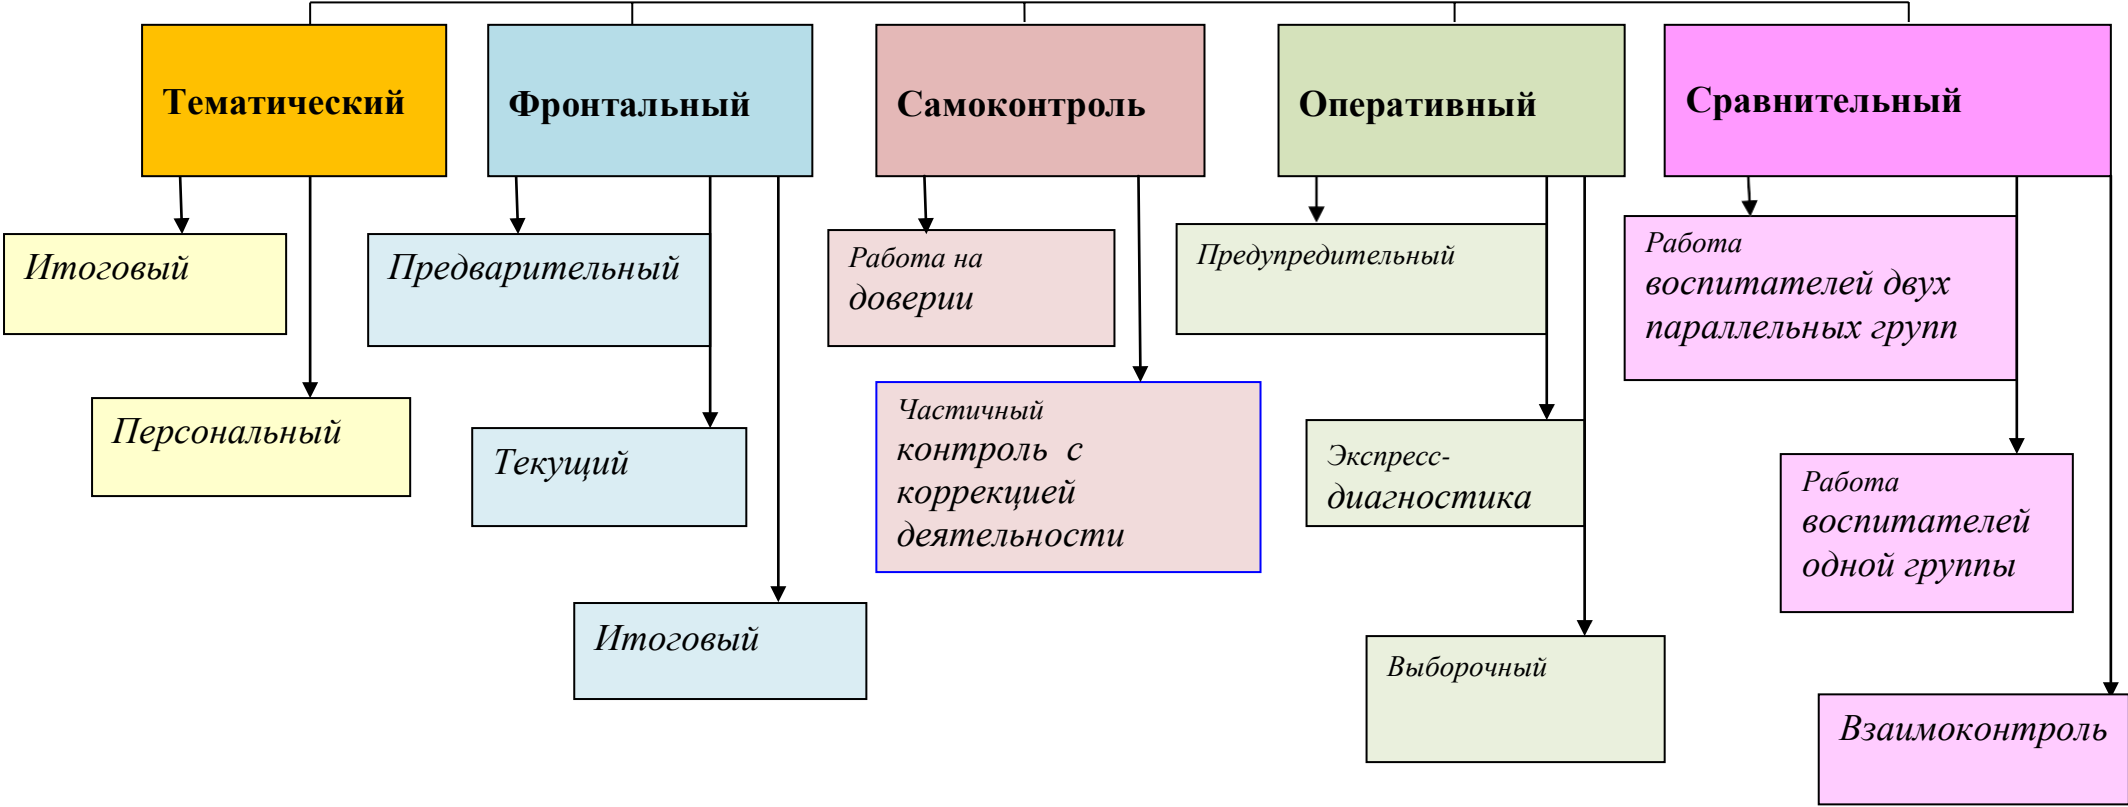 Тематический
Фронтальный
Самоконтроль
Оперативный
Сравнительный
Итоговый
Персональный
Предварительный
Текущий
Итоговый
Работа на
доверии
Частичный
контроль с
коррекцией
деятельности
Предупредительный
Экспресс-
диагностика
Выборочный
Работа
воспитателей двух
параллельных групп
Работа
воспитателей
одной группы
Взаимоконтроль